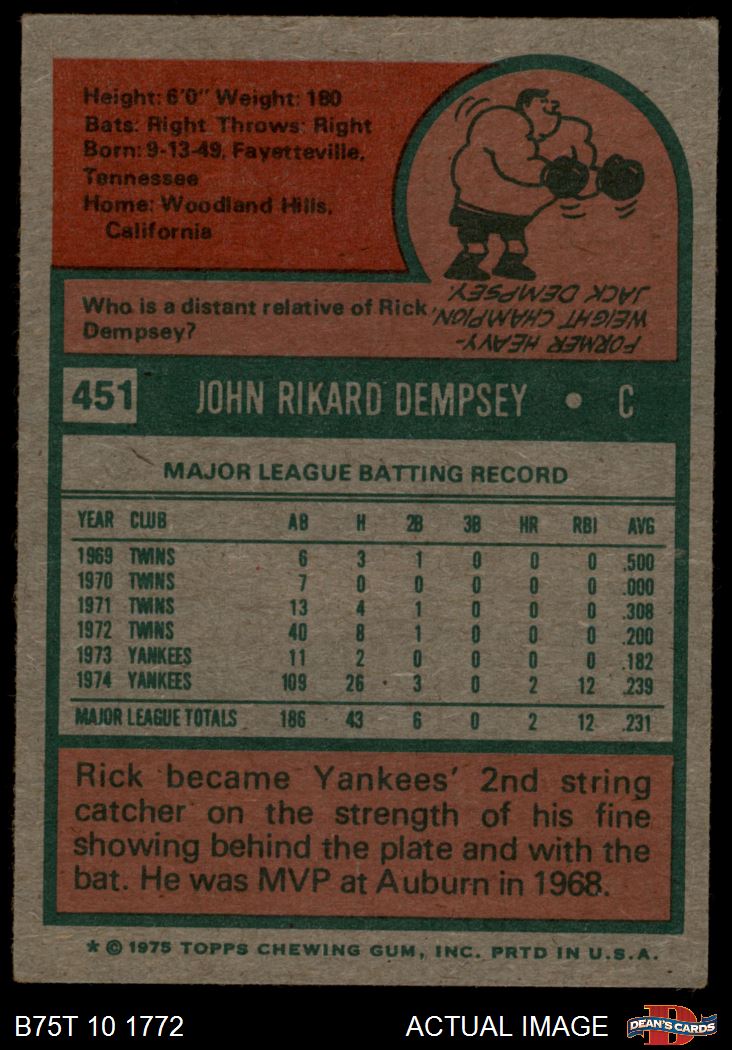 Height: 6'0" Weight: 180
Bats: Right Throws: Right
Born: 9-13-49, Fayetteville,
Tennessee
Home: Woodland Hills,
California
Who is a distant relative of Rick
Dempsey?
FORMER HEAVY-
WEIGHT CHAMPION,
JACK DEMPSEY.
451 JOHN RIKARD DEMPSEY • C
MAJOR LEAGUE BATTING RECORD
YEAR CLUB AB H 2B 3B HR RBI AVG
1969 TWINS 6 3 1 0 0 0 .500
1970 TWINS 7 0 0 0 0 0 .000
1971 TWINS 13 4 1 0 0 0 .308
1972 TWINS 40 8 1 0 0 0 .200
1973 YANKEES 11 2 0 0 0 0 .182
1974 YANKEES 109 26 3 0 2 12 .239
MAJOR LEAGUE TOTALS 186 43 6 0 2 12 .231
Rick became Yankees' 2nd string
catcher on the strength of his fine
showing behind the plate and with the
bat. He was MVP at Auburn in 1968.
* © 1975 TOPPS CHEWING GUM, INC. PRTD IN U.S.A.
B75T 10 1772 ACTUAL IMAGE D DEAN'S CARDS